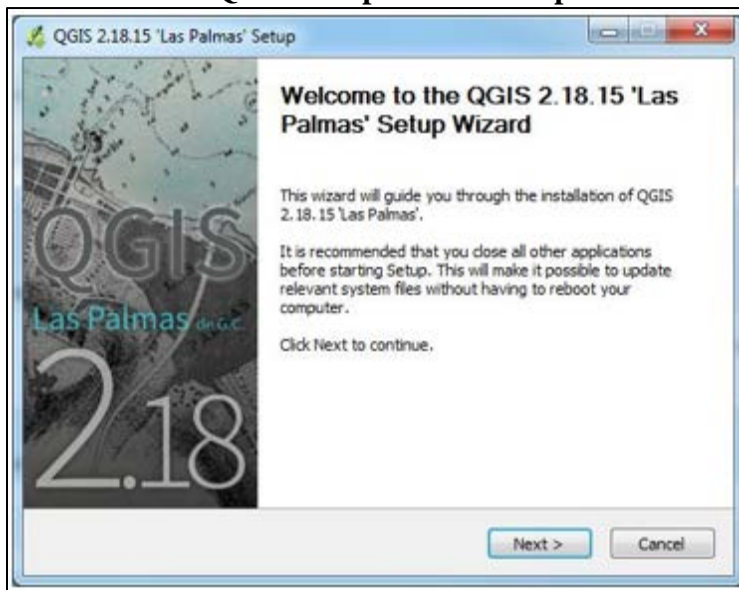 QGIS 2.18.15 'Las Palmas' Setup
Welcome to the QGIS 2.18.15 'Las
Palmas' Setup Wizard
This wizard will guide you through the installation of QGIS
2.18.15 'Las Palmas'.
It is recommended that you close all other applications
before starting Setup. This will make it possible to update
relevant system files without having to reboot your
computer.
Click Next to continue.
QGIS
Las Palmas de G.C.
2.18
Next >
Cancel